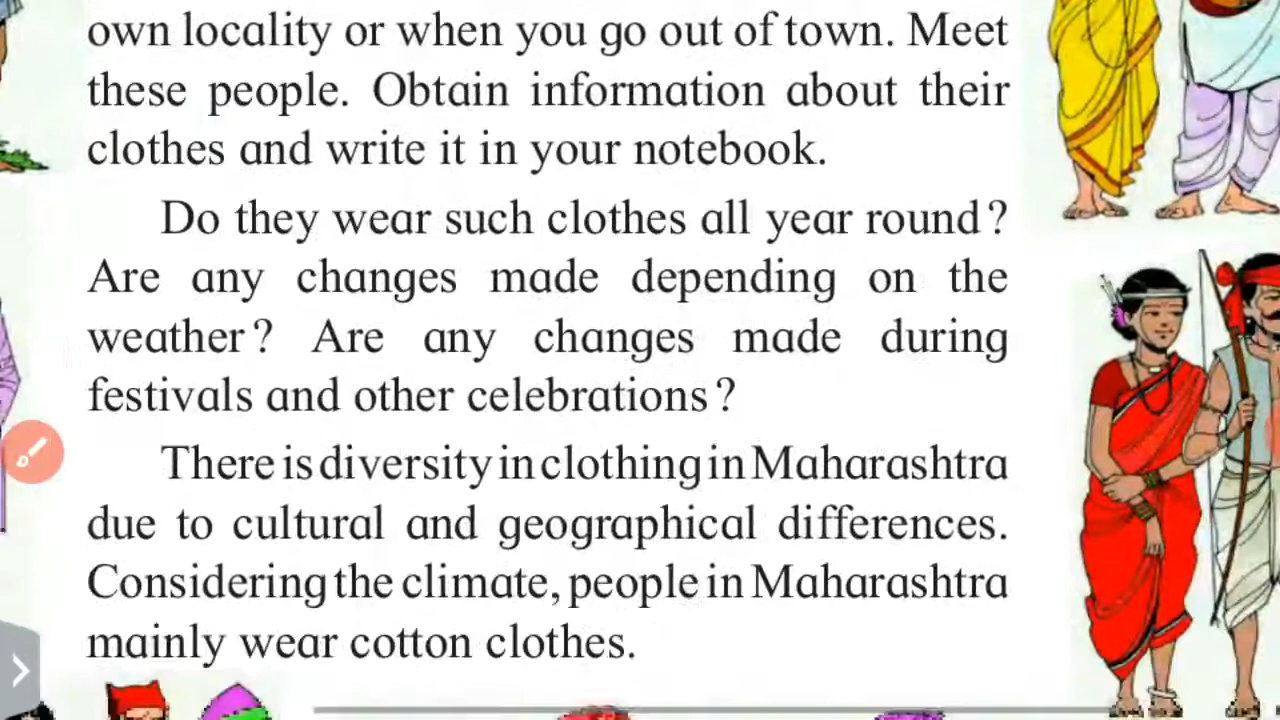 own locality or when you go out of town. Meet
these people. Obtain information about their
clothes and write it in your notebook.
Do they wear such clothes all year round?
Are any changes made depending on the
weather? Are any changes made during
festivals and other celebrations?
There is diversity in clothing in Maharashtra
due to cultural and geographical differences.
Considering the climate, people in Maharashtra
mainly wear cotton clothes.